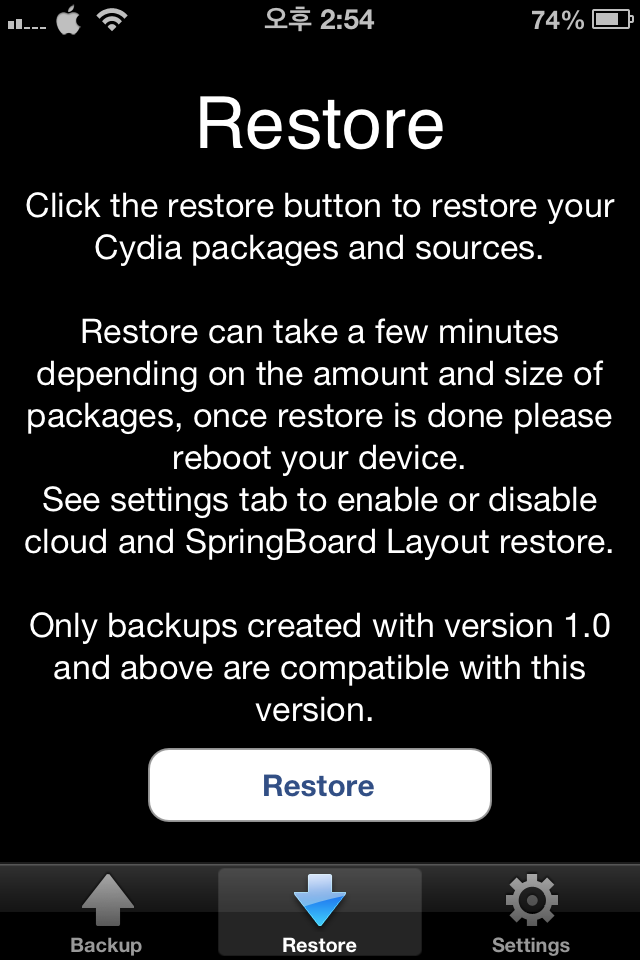 오후 2:54
74%
Restore
Click the restore button to restore your
Cydia packages and sources.
Restore can take a few minutes
depending on the amount and size of
packages, once restore is done please
reboot your device.
See settings tab to enable or disable
cloud and SpringBoard Layout restore.
Only backups created with version 1.0
and above are compatible with this
version.
Restore
Backup
Restore
Settings